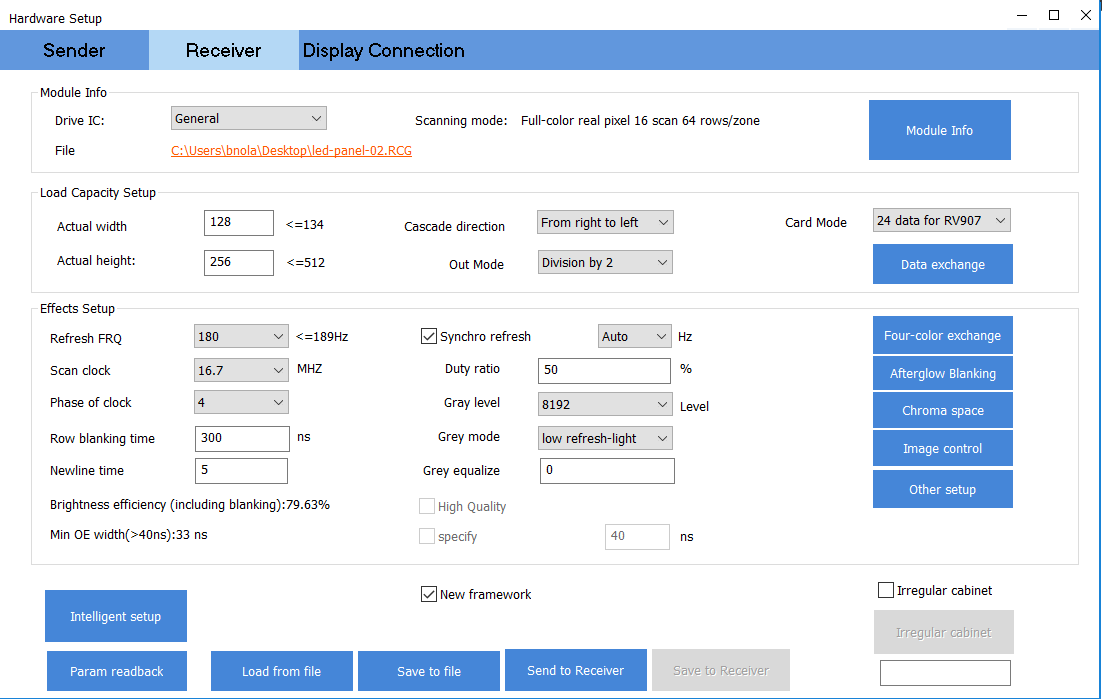 Hardware Setup
Sender Receiver Display Connection
Module Info
Drive IC: General Scanning mode: Full-color real pixel 16 scan 64 rows/zone Module Info
File C:\Users\bnola\Desktop\led-panel-02.RCG
Load Capacity Setup
Actual width 128 <=134 Cascade direction From right to left Card Mode 24 data for RV907
Actual height: 256 <=512 Out Mode Division by 2 Data exchange
Effects Setup
Refresh FRQ 180 <=189Hz Synchro refresh Auto Hz Four-color exchange
Scan clock 16.7 MHZ Duty ratio 50 % Afterglow Blanking
Phase of clock 4 Gray level 8192 Level Chroma space
Row blanking time 300 ns Grey mode low refresh-light Image control
Newline time 5 Grey equalize 0 Other setup
Brightness efficiency (including blanking):79.63% High Quality
Min OE width(>40ns):33 ns specify 40 ns
New framework Irregular cabinet
Intelligent setup Irregular cabinet
Param readback Load from file Save to file Send to Receiver Save to Receiver